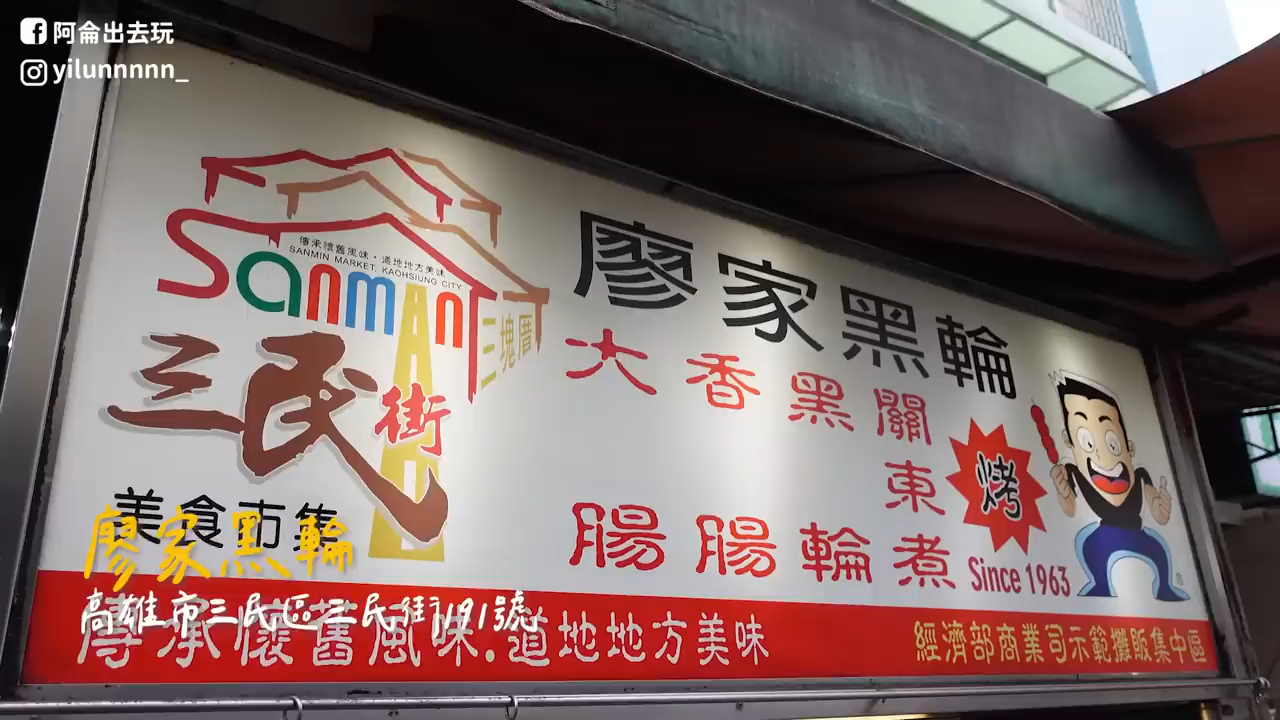 阿侖出去玩
yilunnnnn_
傳承懷舊風味·道地地方美味
SANMIN MARKET, KAOHSIUNG CITY
sanmin
三塊厝
三民街
美食市集
廖家黑輪
大腸
香腸
黑輪
關東煮
烤
Since 1963
廖家黑輪
高雄市三民區三民街191號
傳承懷舊風味.道地地方美味
經濟部商業司示範攤販集中區